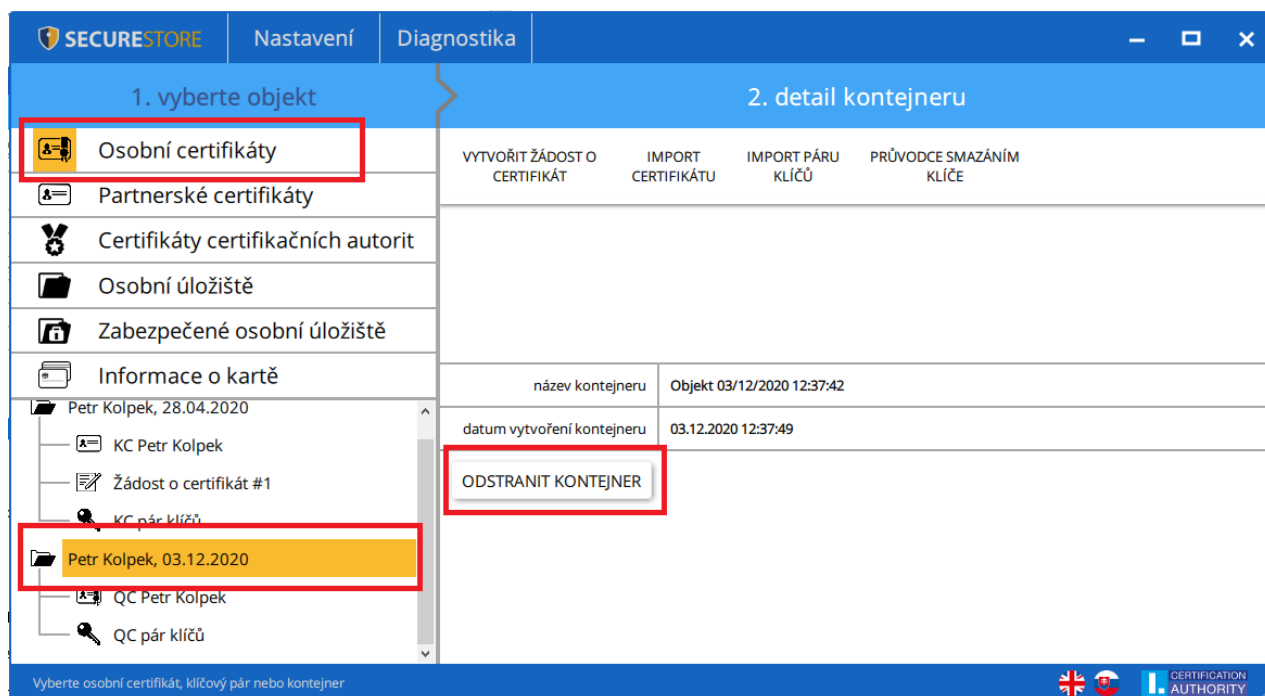 SECURESTORE
Nastavení
Diagnostika
1. vyberte objekt
2. detail kontejneru
Osobní certifikáty
Partnerské certifikáty
Certifikáty certifikačních autorit
Osobní úložiště
Zabezpečené osobní úložiště
Informace o kartě
Petr Kolpek, 28.04.2020
KC Petr Kolpek
Žádost o certifikát #1
KC pár klíčů
Petr Kolpek, 03.12.2020
QC Petr Kolpek
QC pár klíčů
VYTVOŘIT ŽÁDOST O
CERTIFIKÁT
IMPORT
CERTIFIKÁTU
IMPORT PÁRU
KLÍČŮ
PRŮVODCE SMAZÁNÍM
KLÍČE
název kontejneru
Objekt 03/12/2020 12:37:42
datum vytvoření kontejneru
03.12.2020 12:37:49
ODSTRANIT KONTEJNER
Vyberte osobní certifikát, klíčový pár nebo kontejner
I.
CERTIFICATION
AUTHORITY